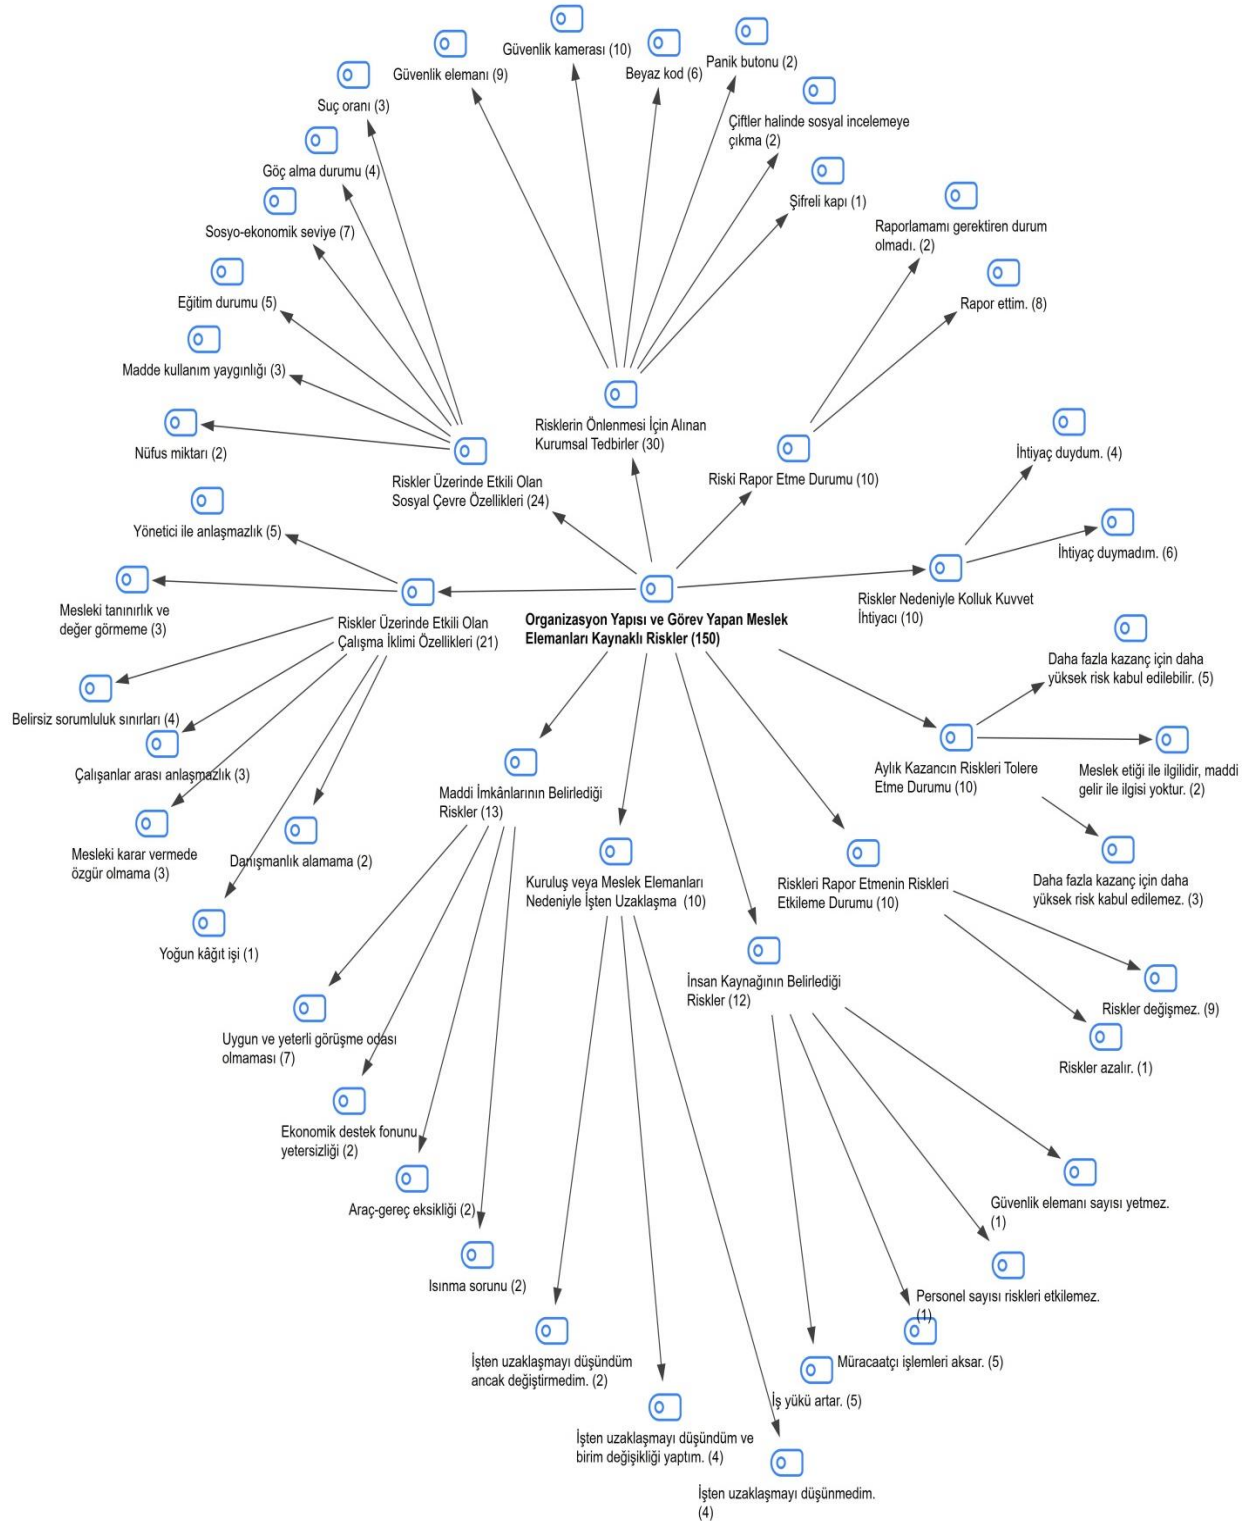 Güvenlik kamerası (10)
Panik butonu (2)
Güvenlik elemanı (9)
Beyaz kod (6)
Suç oranı (3)
Çiftler halinde sosyal incelemeye
çıkma (2)
Göç alma durumu (4)
Şifreli kapı (1)
Sosyo-ekonomik seviye (7)
Raporlamamı gerektiren durum
olmadı. (2)
Eğitim durumu (5)
Rapor ettim. (8)
Madde kullanım yaygınlığı (3)
Risklerin Önlenmesi İçin Alınan
Kurumsal Tedbirler (30)
Nüfus miktarı (2)
İhtiyaç duydum. (4)
Riskler Üzerinde Etkili Olan
Sosyal Çevre Özellikleri (24)
Riski Rapor Etme Durumu (10)
Yönetici ile anlaşmazlık (5)
İhtiyaç duymadım. (6)
Mesleki tanınırlık ve
değer görmeme (3)
Riskler Üzerinde Etkili Olan
Çalışma İklimi Özellikleri (21)
Organizasyon Yapısı ve Görev Yapan Meslek
Elemanları Kaynaklı Riskler (150)
Riskler Nedeniyle Kolluk Kuvvet
İhtiyacı (10)
Daha fazla kazanç için daha
yüksek risk kabul edilebilir. (5)
Belirsiz sorumluluk sınırları (4)
Çalışanlar arası anlaşmazlık (3)
Maddi İmkânlarının Belirlediği
Riskler (13)
Aylık Kazancın Riskleri Tolere
Etme Durumu (10)
Meslek etiği ile ilgilidir, maddi
gelir ile ilgisi yoktur. (2)
Mesleki karar vermede
özgür olmama (3)
Danışmanlık alamama (2)
Kuruluş veya Meslek Elemanları
Nedeniyle İşten Uzaklaşma (10)
Riskleri Rapor Etmenin Riskleri
Etkileme Durumu (10)
Daha fazla kazanç için daha
yüksek risk kabul edilemez. (3)
Yoğun kâğıt işi (1)
İnsan Kaynağının Belirlediği
Riskler (12)
Riskler değişmez. (9)
Uygun ve yeterli görüşme odası
olmaması (7)
Riskler azalır. (1)
Ekonomik destek fonunu
yetersizliği (2)
Araç-gereç eksikliği (2)
Güvenlik elemanı sayısı yetmez.
(1)
Isınma sorunu (2)
Personel sayısı riskleri etkilemez.
(1)
İşten uzaklaşmayı düşündüm
ancak değiştirmedim. (2)
Müracaatçı işlemleri aksar. (5)
İş yükü artar. (5)
İşten uzaklaşmayı düşündüm ve
birim değişikliği yaptım. (4)
İşten uzaklaşmayı düşünmedim.
(4)